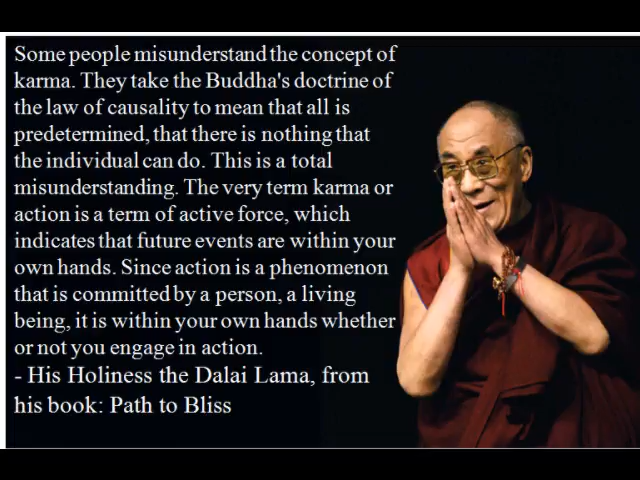 Some people misunderstand the concept of
karma. They take the Buddha's doctrine of
the law of causality to mean that all is
predetermined, that there is nothing that
the individual can do. This is a total
misunderstanding. The very term karma or
action is a term of active force, which
indicates that future events are within your
own hands. Since action is a phenomenon
that is committed by a person, a living
being, it is within your own hands whether
or not you engage in action.
- His Holiness the Dalai Lama, from
his book: Path to Bliss